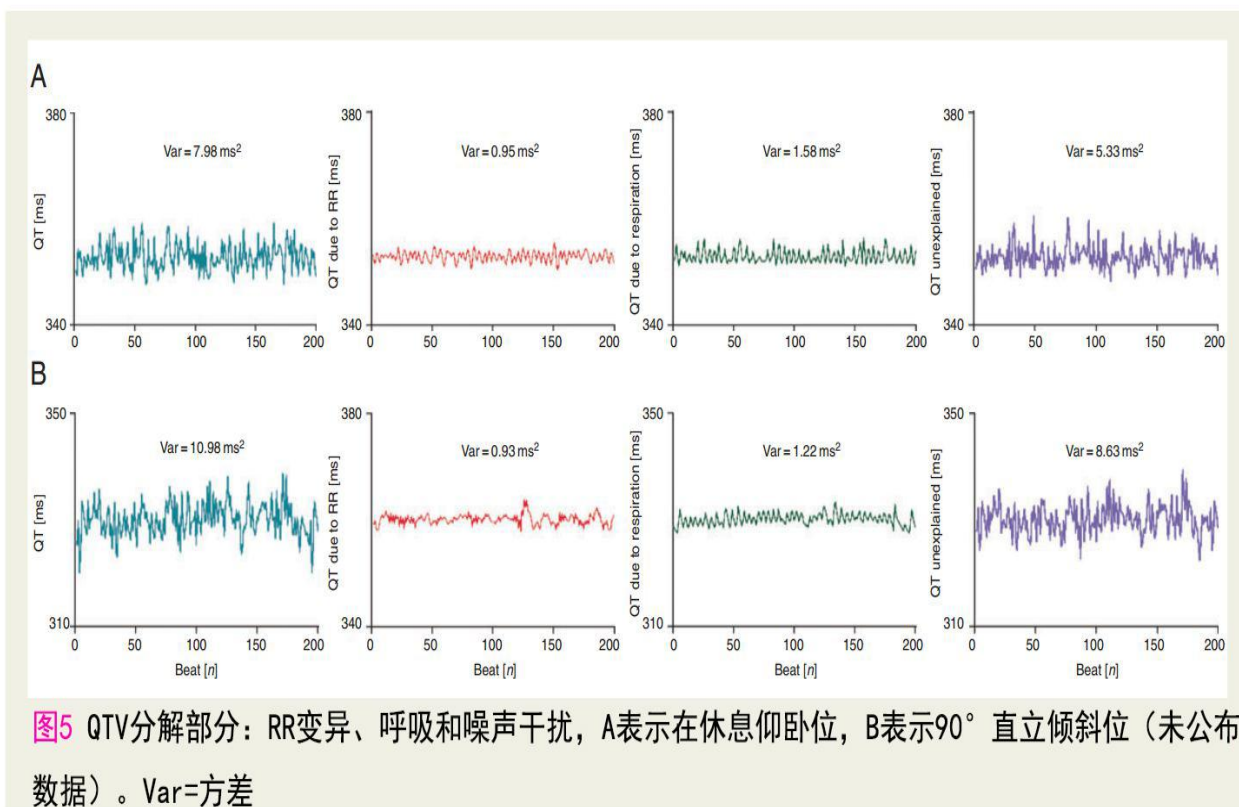 A
380
340
QT [ms]
Var = 7.98 ms²
0 50 100 150 200
380
340
QT due to RR [ms]
Var = 0.95 ms²
0 50 100 150 200
380
340
QT due to respiration [ms]
Var = 1.58 ms²
0 50 100 150 200
380
340
QT unexplained [ms]
Var = 5.33 ms²
0 50 100 150 200
B
350
310
QT [ms]
Var = 10.98 ms²
0 50 100 150 200
Beat [n]
380
340
QT due to RR [ms]
Var = 0.93 ms²
0 50 100 150 200
Beat [n]
350
310
QT due to respiration [ms]
Var = 1.22 ms²
0 50 100 150 200
Beat [n]
350
310
QT unexplained [ms]
Var = 8.63 ms²
0 50 100 150 200
Beat [n]
图5 QTV分解部分：RR变异、呼吸和噪声干扰，A表示在休息仰卧位，B表示90°直立倾斜位（未公布
数据）。Var=方差